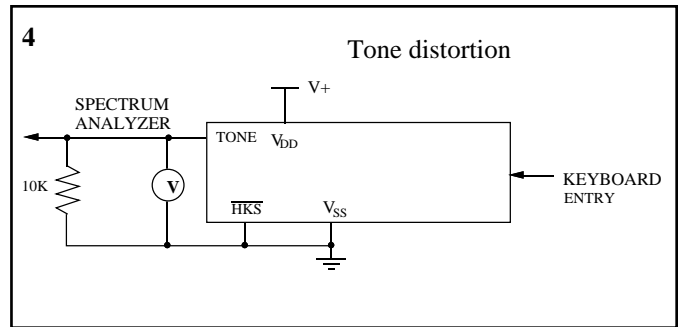 4
Tone distortion
V+
SPECTRUM
ANALYZER
TONE
VDD
10K
V
KEYBOARD
ENTRY
HKS
VSS